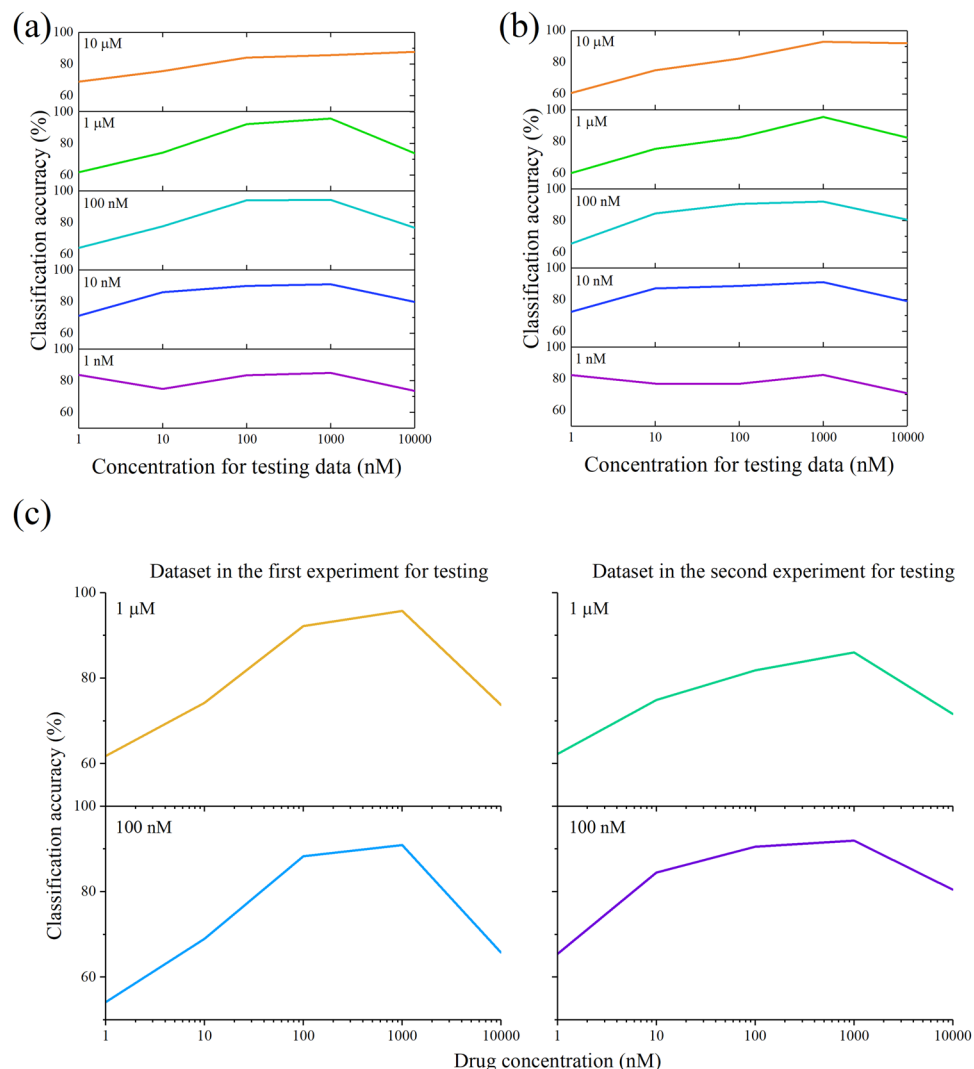 (a)
Classification accuracy (%)
100
10 μM
80
60
100
1 μM
80
60
100
100 nM
80
60
100
10 nM
80
60
100
1 nM
80
60
1 10 100 1000 10000
Concentration for testing data (nM)
(b)
Classification accuracy (%)
100
10 μM
80
60
100
1 μM
80
60
100
100 nM
80
60
100
10 nM
80
60
100
1 nM
80
60
1 10 100 1000 10000
Concentration for testing data (nM)
(c)
Dataset in the first experiment for testing
Dataset in the second experiment for testing
Classification accuracy (%)
100
1 μM
80
60
100
100 nM
80
60
1 10 100 1000 10000
1 μM
100 nM
1 10 100 1000 10000
Drug concentration (nM)